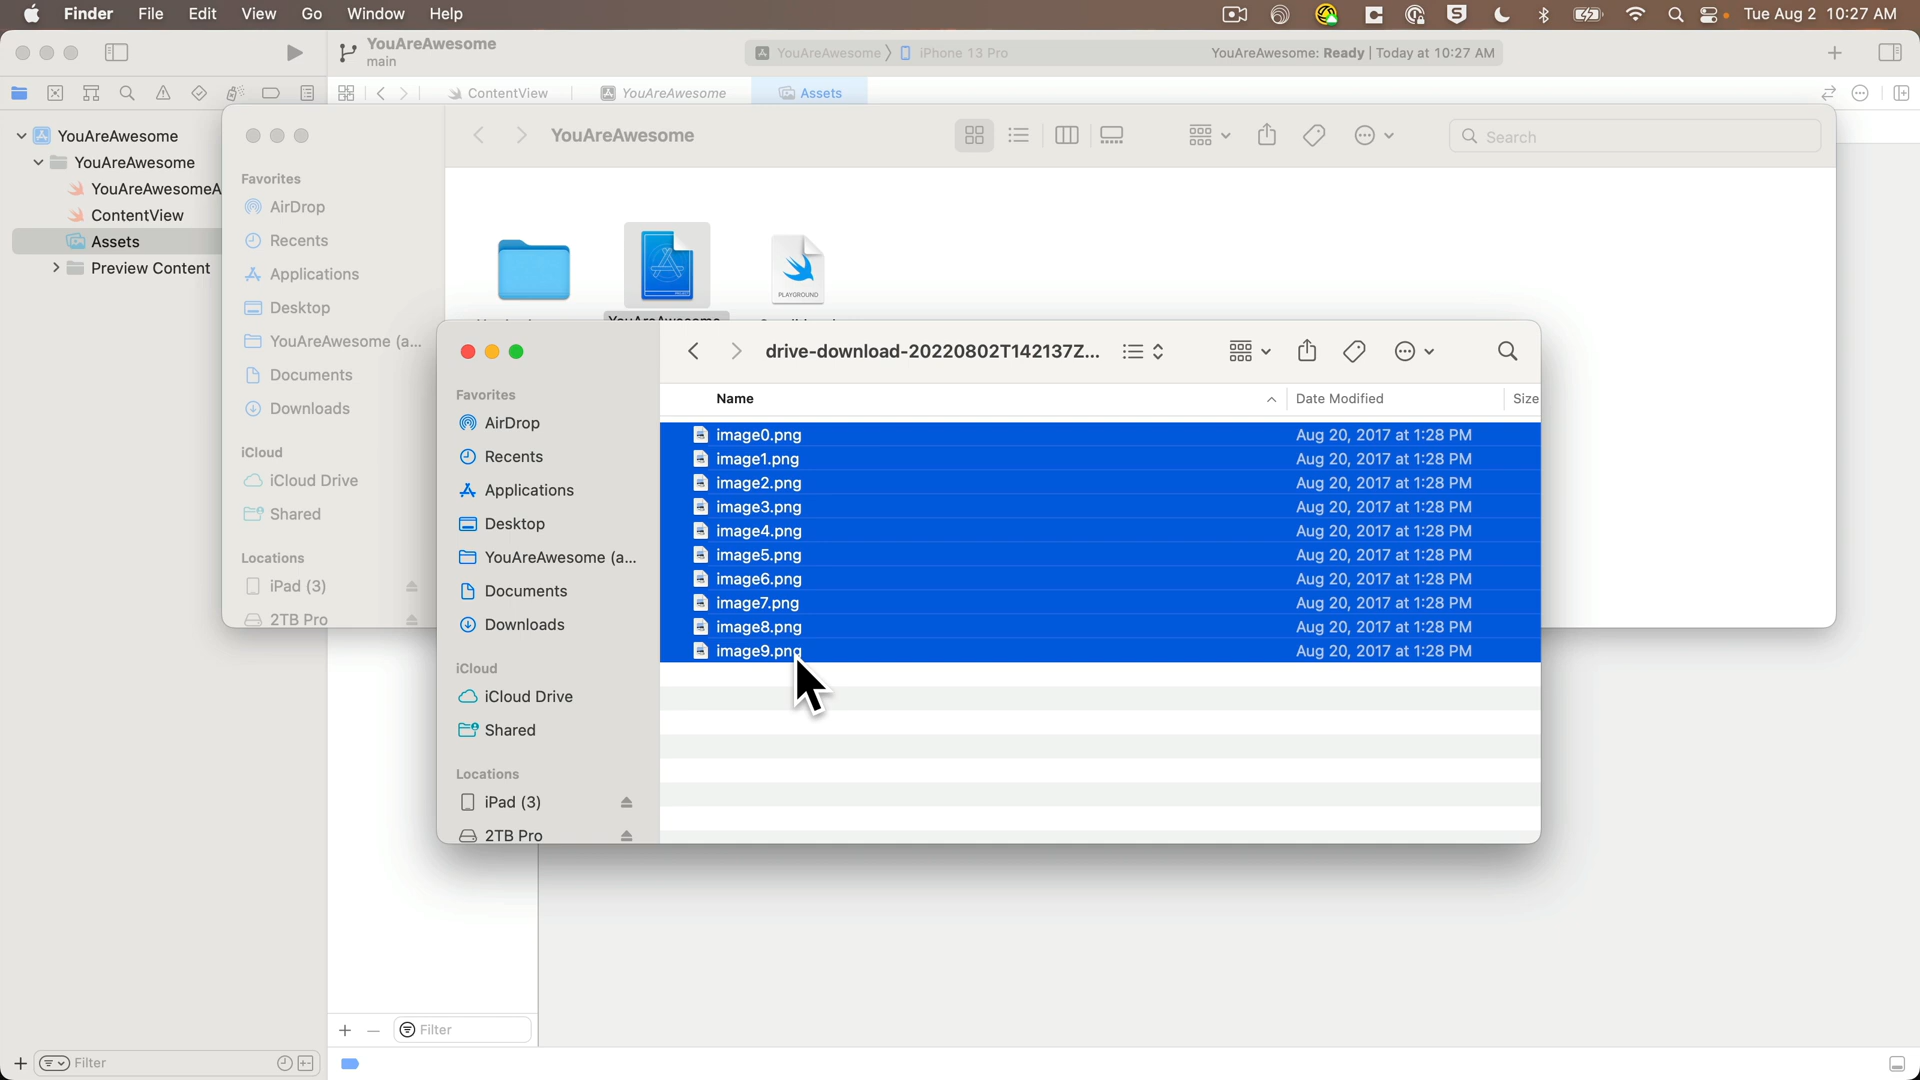 Finder File Edit View Go Window Help
Tue Aug 2 10:27 AM
YouAreAwesome
main
YouAreAwesome
iPhone 13 Pro
YouAreAwesome: Ready | Today at 10:27 AM
ContentView
YouAreAwesome
Assets
YouAreAwesome
YouAreAwesome
YouAreAwesomeA
ContentView
Assets
Preview Content
YouAreAwesome
Search
Favorites
AirDrop
Recents
Applications
Desktop
YouAreAwesome (a...
Documents
Downloads
iCloud
iCloud Drive
Shared
Locations
iPad (3)
2TB Pro
PLAYGROUND
YouAreAwesome
drive-download-20220802T142137Z...
Favorites
AirDrop
Recents
Applications
Desktop
YouAreAwesome (a...
Documents
Downloads
iCloud
iCloud Drive
Shared
Locations
iPad (3)
2TB Pro
Name Date Modified Size
image0.png Aug 20, 2017 at 1:28 PM
image1.png Aug 20, 2017 at 1:28 PM
image2.png Aug 20, 2017 at 1:28 PM
image3.png Aug 20, 2017 at 1:28 PM
image4.png Aug 20, 2017 at 1:28 PM
image5.png Aug 20, 2017 at 1:28 PM
image6.png Aug 20, 2017 at 1:28 PM
image7.png Aug 20, 2017 at 1:28 PM
image8.png Aug 20, 2017 at 1:28 PM
image9.png Aug 20, 2017 at 1:28 PM
Filter
Filter